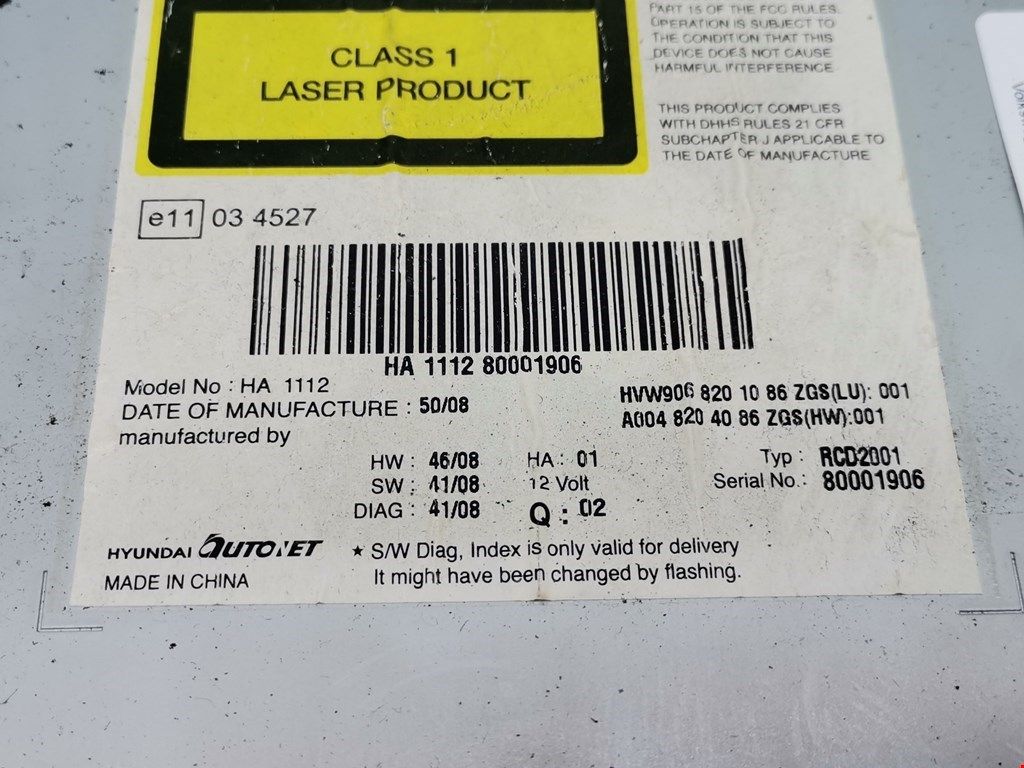 CLASS 1
LASER PRODUCT
PART 15 OF THE FCC RULES.
OPERATION IS SUBJECT TO
THE CONDITION THAT THIS
DEVICE DOES NOT CAUSE
HARMFUL INTERFERENCE
THIS PRODUCT COMPLIES
WITH DHHS RULES 21 CFR
SUBCHAPTER J APPLICABLE TO
THE DATE OF MANUFACTURE
e11 03 4527
HA 1112 80001906
Model No : HA 1112
DATE OF MANUFACTURE : 50/08
manufactured by
HVW906 820 10 86 ZGS(LU): 001
A004 820 40 86 ZGS(HW):001
HW : 46/08 HA : 01 Typ : RCD2001
SW : 41/08 12 Volt Serial No.: 80001906
DIAG : 41/08 Q : 02
HYUNDAI AUTONET
MADE IN CHINA
★ S/W Diag, Index is only valid for delivery
It might have been changed by flashing.